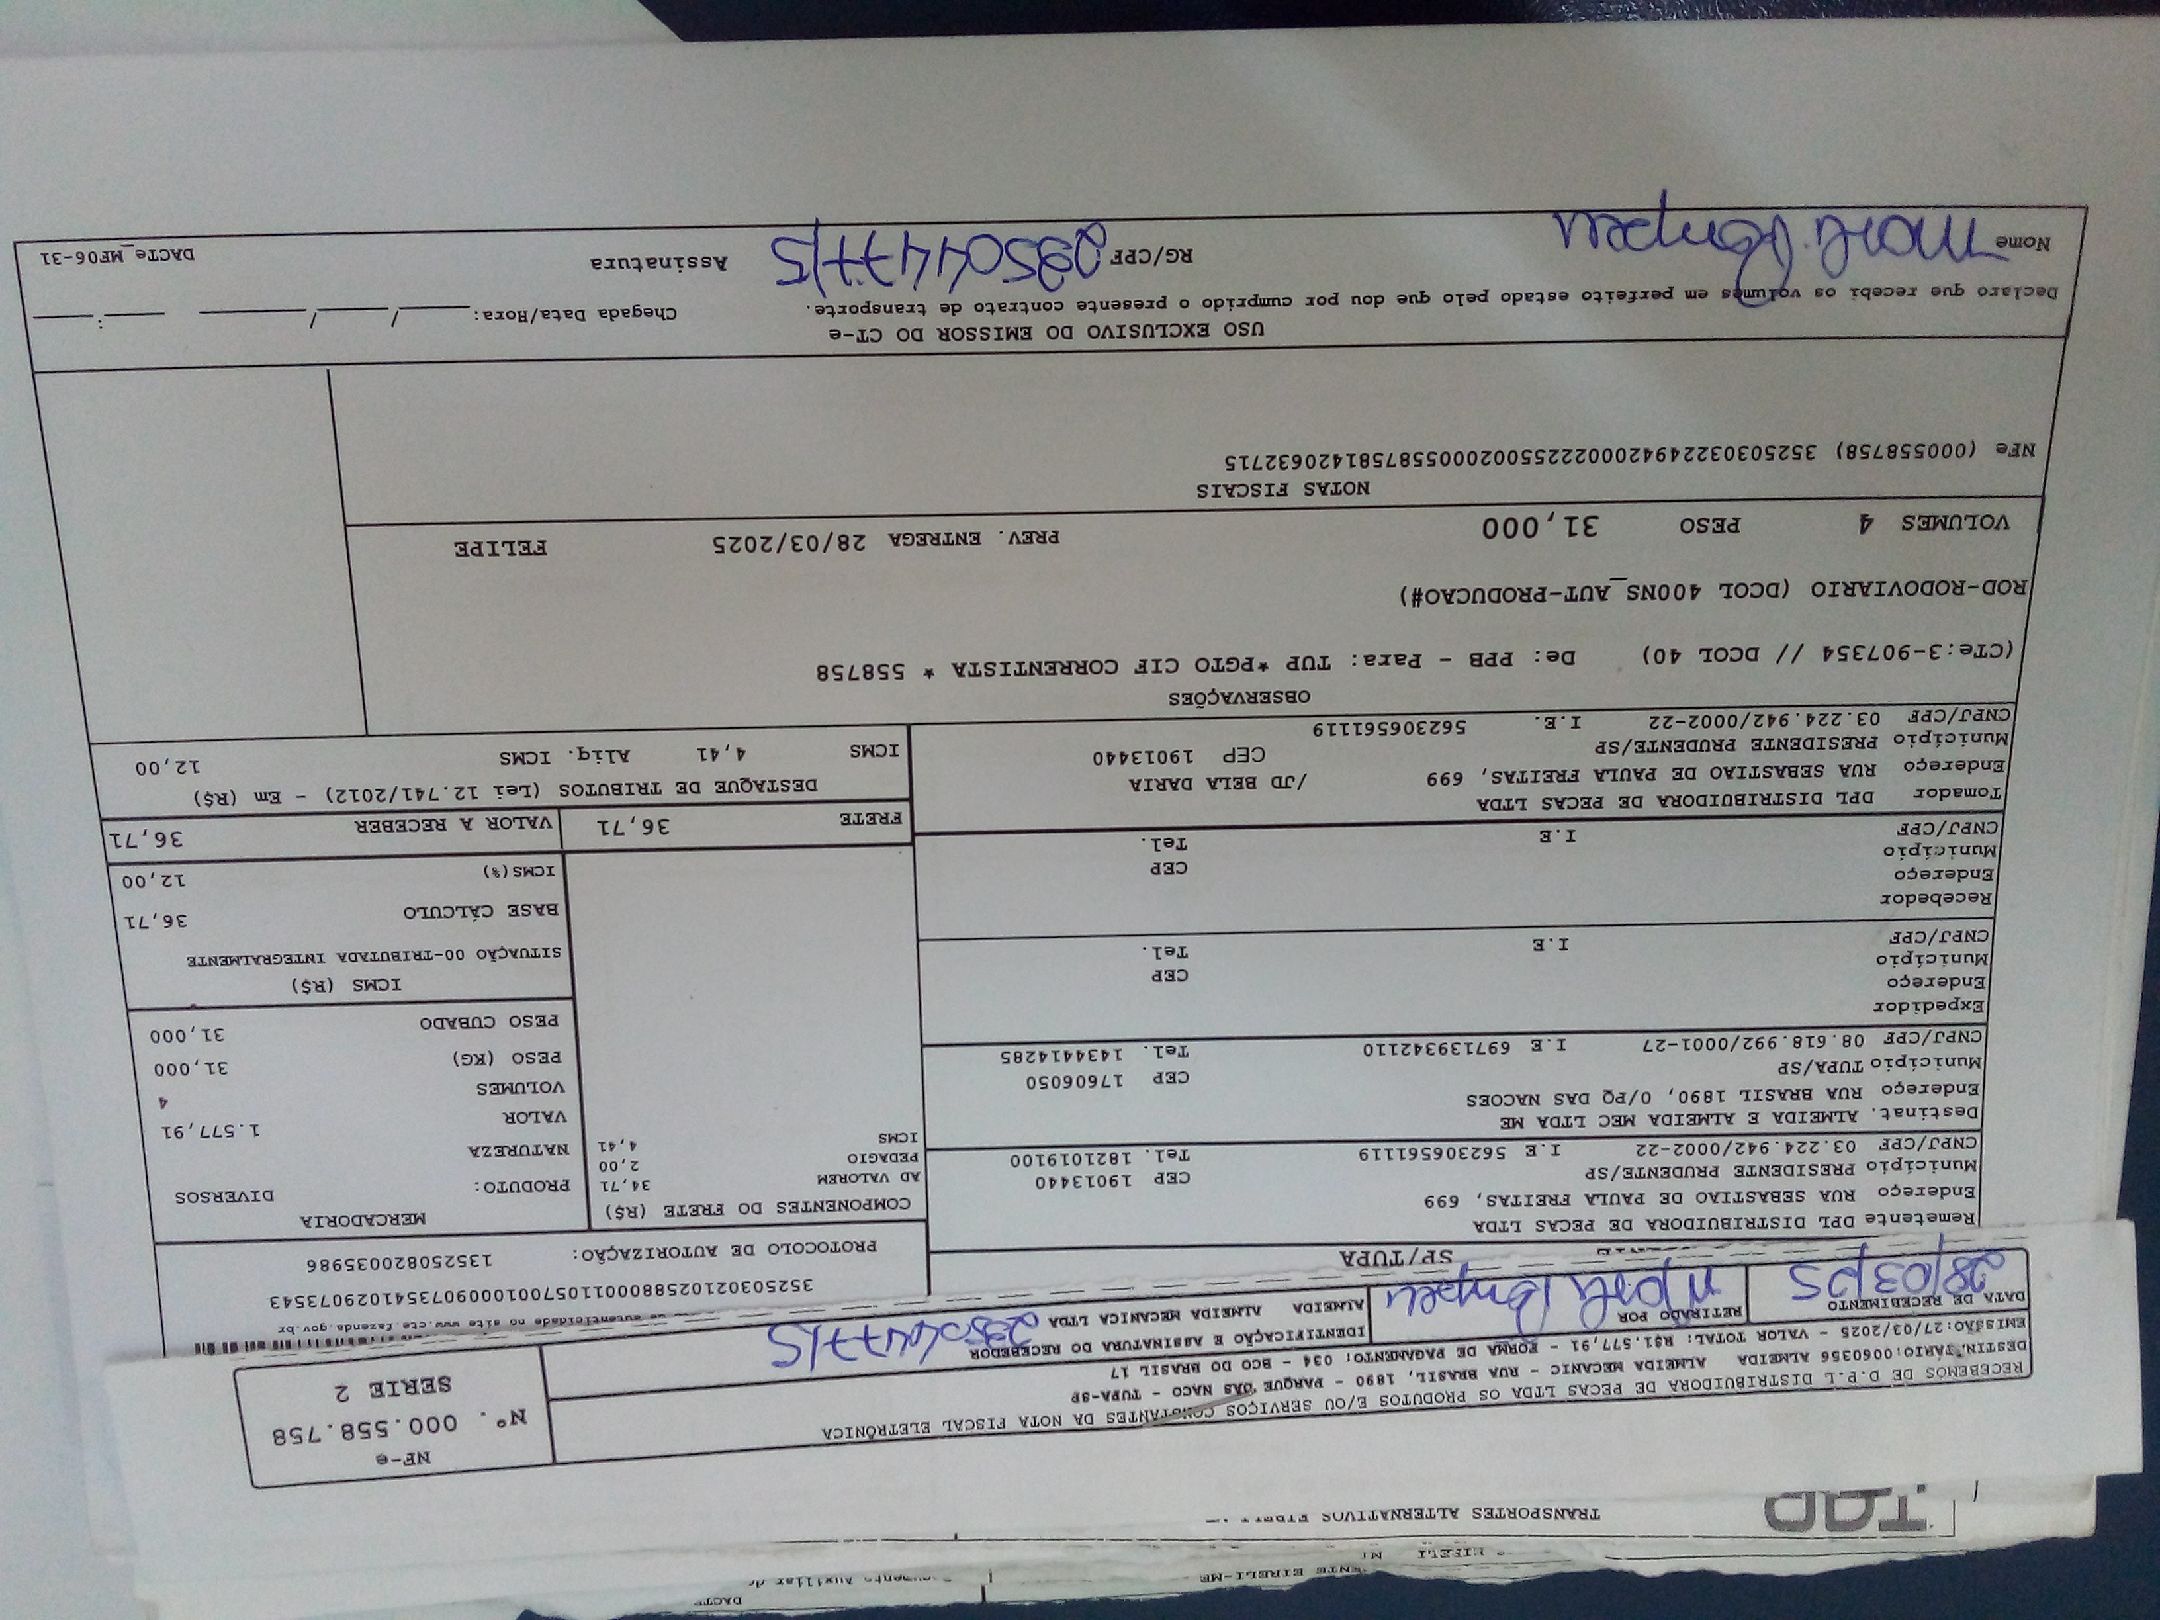 DACTE
TRANSPORTES ALTERNATIVOS
RECEBEMOS DE D.P.L DISTRIBUIDORA DE PECAS LTDA OS PRODUTOS E/OU SERVIÇOS CONSTANTES DA NOTA FISCAL ELETRÔNICA
DESTINATÁRIO:0060356 ALMEIDA ALMEIDA MECANIC - RUA BRASIL, 1890 - PARQUE DAS NACO - TUPA-SP
EMISSÃO:27/03/2025 - VALOR TOTAL: R$1.577,91 - FORMA DE PAGAMENTO: 034 - BCO DO BRASIL 17
DATA DE RECEBIMENTO
28/03/25
RETIRADO POR
IDENTIFICAÇÃO E ASSINATURA DO RECEBEDOR
ALMEIDA ALMEIDA MECANICA LTDA
NF-e
Nº. 000.558.758
SERIE 2
autenticidade no site www.cte.fazenda.gov.br
35250302102588000110570010009073541029073543
PROTOCOLO DE AUTORIZAÇÃO: 135250820035986
SP/TUPA
Remetente DPL DISTRIBUIDORA DE PECAS LTDA
Endereço RUA SEBASTIAO DE PAULA FREITAS, 699
Município PRESIDENTE PRUDENTE/SP CEP 19013440
CNPJ/CPF 03.224.942/0002-22 I.E 562306561119 Tel. 1821019100
Destinat. ALMEIDA E ALMEIDA MEC LTDA ME
Endereço RUA BRASIL 1890, 0/PQ DAS NACOES
Município TUPA/SP CEP 17606050
CNPJ/CPF 08.618.992/0001-27 I.E 697139342110 Tel. 1434414285
Expedidor
Endereço
Município CEP
CNPJ/CPF I.E Tel.
Recebedor
Endereço
Município CEP
CNPJ/CPF I.E Tel.
Tomador DPL DISTRIBUIDORA DE PECAS LTDA
Endereço RUA SEBASTIAO DE PAULA FREITAS, 699 /JD BELA DARIA
Município PRESIDENTE PRUDENTE/SP CEP 19013440
CNPJ/CPF 03.224.942/0002-22 I.E. 562306561119
COMPONENTES DO FRETE (R$)
AD VALOREM 34,71
PEDAGIO 2,00
ICMS 4,41
MERCADORIA
PRODUTO: DIVERSOS
NATUREZA
VALOR 1.577,91
VOLUMES 4
PESO (KG) 31,000
PESO CUBADO 31,000
ICMS (R$)
SITUAÇÃO 00-TRIBUTADA INTEGRALMENTE
BASE CÁLCULO 36,71
ICMS(%) 12,00
FRETE 36,71 VALOR A RECEBER 36,71
DESTAQUE DE TRIBUTOS (Lei 12.741/2012) - Em (R$)
ICMS 4,41 Aliq. ICMS 12,00
OBSERVAÇÕES
(CTe:3-907354 // DCOL 40) De: PPB - Para: TUP *PGTO CIF CORRENTISTA * 558758
ROD-RODOVIARIO (DCOL 400NS_AUT-PRODUCAO#)
VOLUMES 4 PESO 31,000 PREV. ENTREGA 28/03/2025 FELIPE
NOTAS FISCAIS
NFe (000558758) 35250303224942000222550020005587581420632715
USO EXCLUSIVO DO EMISSOR DO CT-e
Declaro que recebi os volumes em perfeito estado pelo que dou por cumprido o presente contrato de transporte.
Chegada Data/Hora: / / :
Nome RG/CPF Assinatura
DACTe_MF06-31